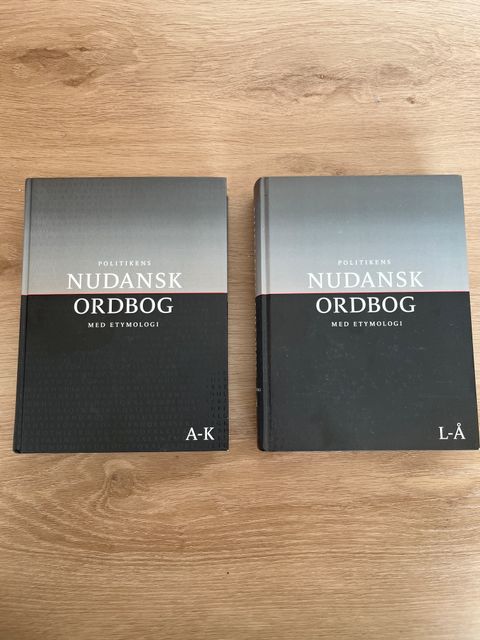 POLITIKENS
NUDANSK
ORDBOG
MED ETYMOLOGI
A-K
POLITIKENS
NUDANSK
ORDBOG
MED ETYMOLOGI
L-Å